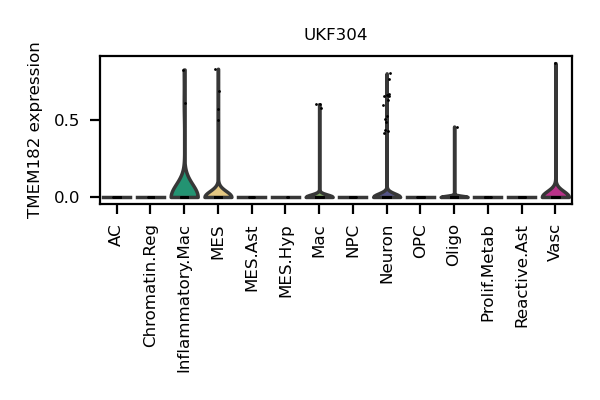 UKF304
TMEM182 expression
0.5
0.0
AC
Chromatin.Reg
Inflammatory.Mac
MES
MES.Ast
MES.Hyp
Mac
NPC
Neuron
OPC
Oligo
Prolif.Metab
Reactive.Ast
Vasc